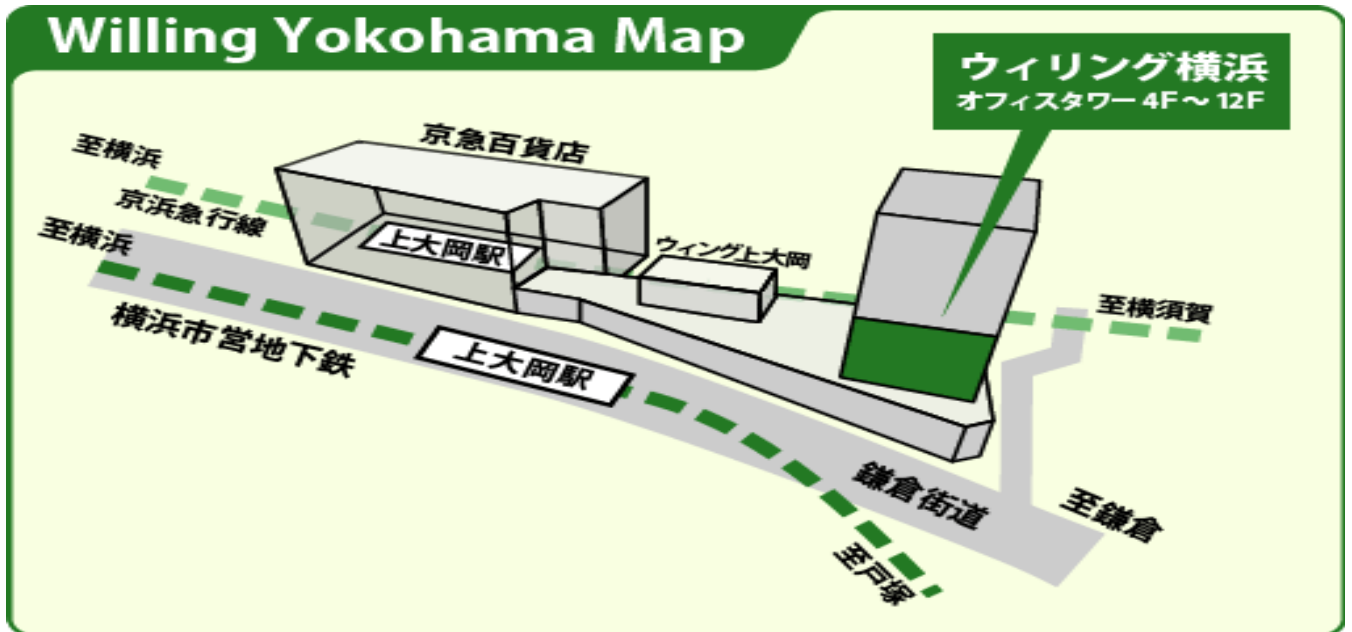 Willing Yokohama Map
ウィリング横浜
オフィスタワー 4F～12F
京急百貨店
至横浜
京浜急行線
至横浜
上大岡駅
ウィング上大岡
至横須賀
横浜市営地下鉄
上大岡駅
鎌倉街道
至鎌倉
至戸塚